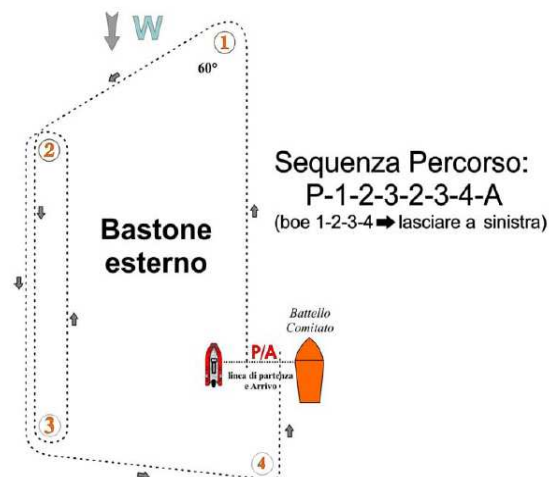 W
1
60°
2
Sequenza Percorso:
P-1-2-3-2-3-4-A
(boe 1-2-3-4 ➡ lasciare a sinistra)
Bastone
esterno
Battello
Comitato
P/A
linea di partenza
e Arrivo
3
4